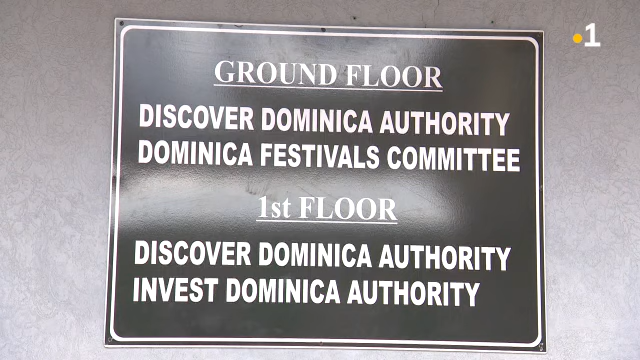 GROUND FLOOR
DISCOVER DOMINICA AUTHORITY
DOMINICA FESTIVALS COMMITTEE
1st FLOOR
DISCOVER DOMINICA AUTHORITY
INVEST DOMINICA AUTHORITY
1